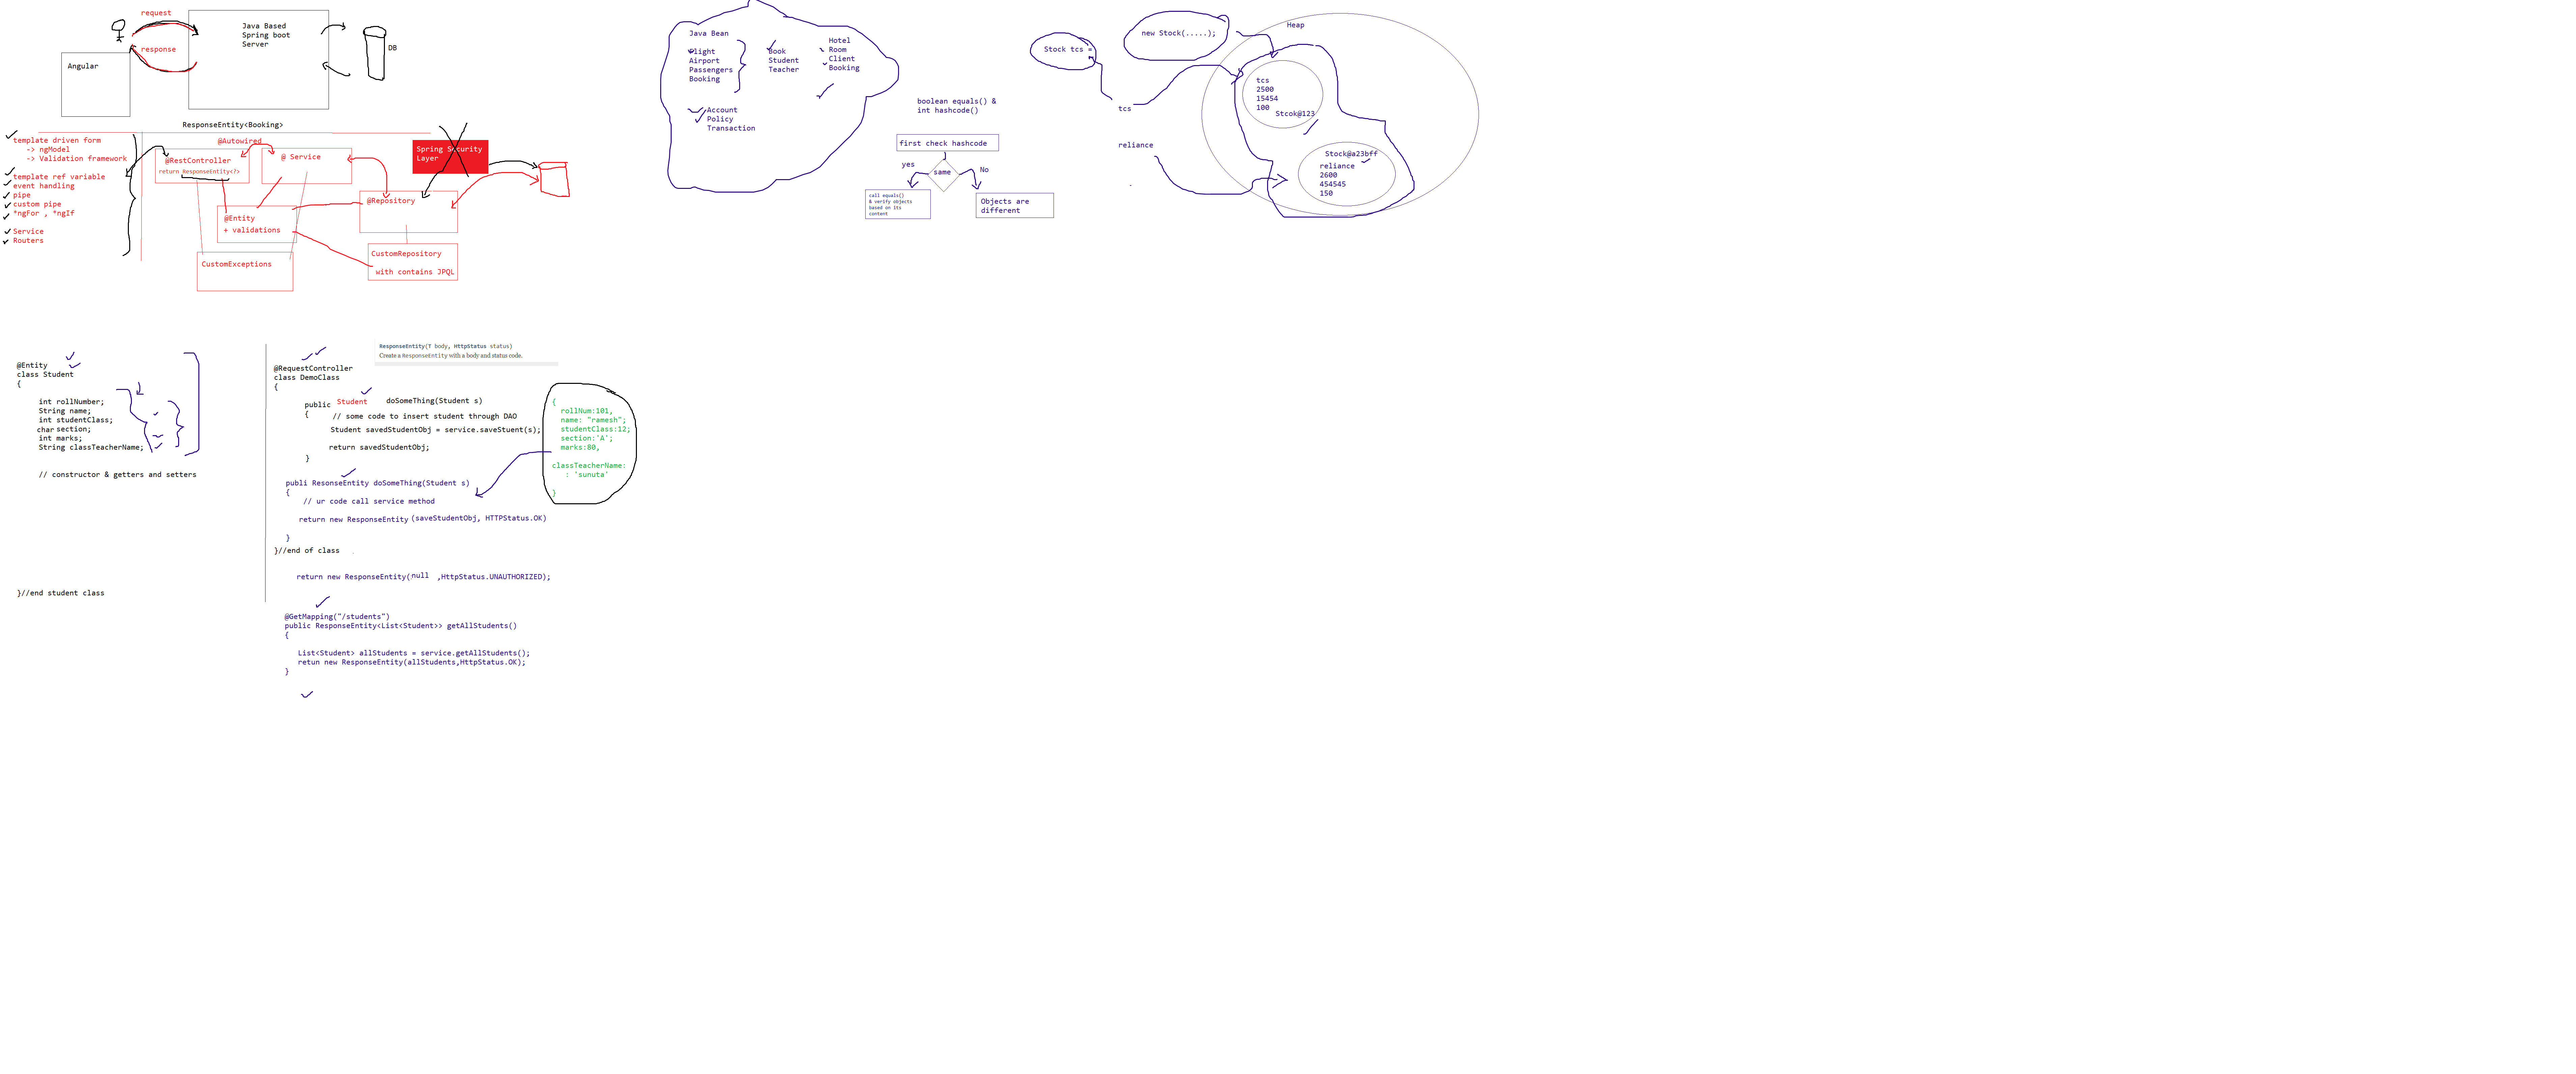 request
response
Angular
Java Based
Spring boot
Server
DB
ResponseEntity<Booking>
template driven form
-> ngModel
-> Validation framework
template ref variable
event handling
pipe
custom pipe
*ngFor , *ngIf
Service
Routers
@Autowired
@RestController
return ResponseEntity<?>
@ Service
Spring Security
Layer
@Entity
+ validations
@Repository
CustomExceptions
CustomRepository
with contains JPQL
Java Bean
Flight
Airport
Passengers
Booking
Book
Student
Teacher
Hotel
Room
Client
Booking
Account
Policy
Transaction
boolean equals() &
int hashcode()
first check hashcode
yes
same
No
call equals()
& verify objects
based on its
content
Objects are
different
Stock tcs =
new Stock(.....);
Heap
tcs
reliance
tcs
2500
15454
100
Stcok@123
Stock@a23bff
reliance
2600
454545
150
@Entity
class Student
{
int rollNumber;
String name;
int studentClass;
char section;
int marks;
String classTeacherName;
// constructor & getters and setters
}//end student class
ResponseEntity(T body, HttpStatus status)
Create a ResponseEntity with a body and status code.
@RequestController
class DemoClass
{
public Student doSomeThing(Student s)
{ // some code to insert student through DAO
Student savedStudentObj = service.saveStuent(s);
return savedStudentObj;
}
publi ResonseEntity doSomeThing(Student s)
{
// ur code call service method
return new ResponseEntity (saveStudentObj, HTTPStatus.OK)
}
}//end of class
{
rollNum:101,
name: "ramesh";
studentClass:12;
section:'A';
marks:80,
classTeacherName:
: 'sunuta'
}
return new ResponseEntity(null ,HttpStatus.UNAUTHORIZED);
@GetMapping("/students")
public ResponseEntity<List<Student>> getAllStudents()
{
List<Student> allStudents = service.getAllStudents();
retun new ResponseEntity(allStudents,HttpStatus.OK);
}